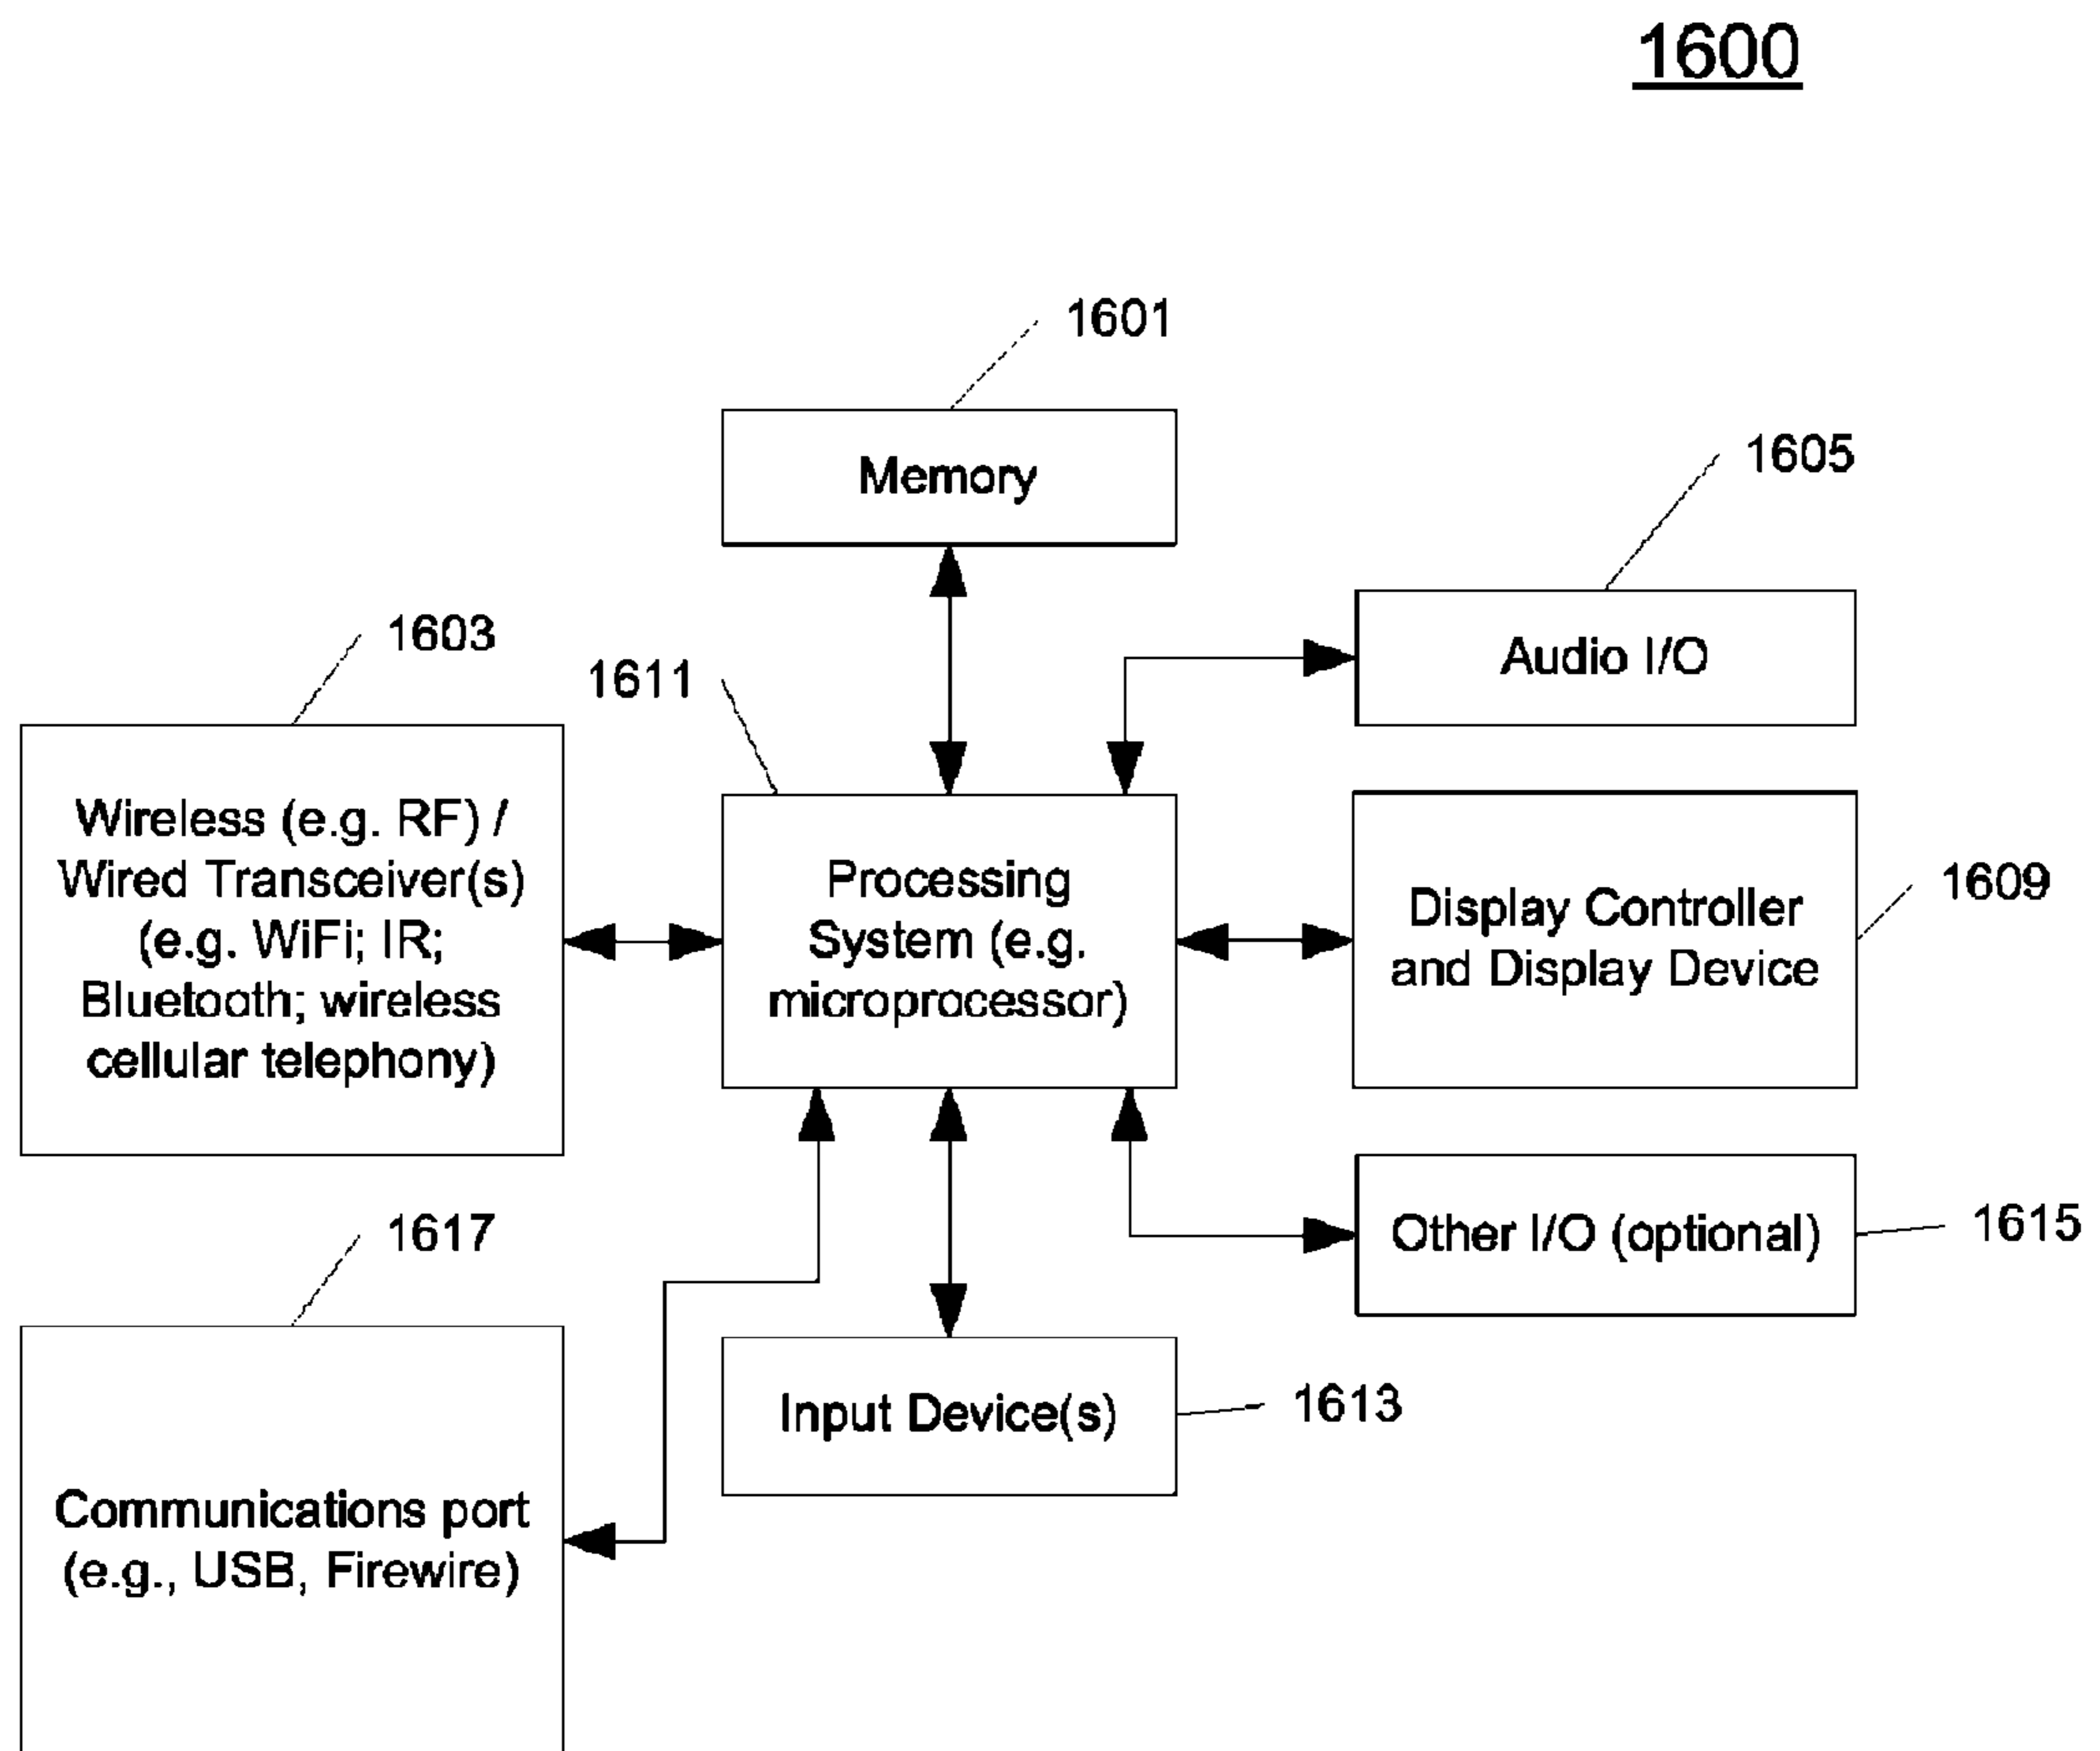 1600
1601
Memory
1605
Audio I/O
1603
1611
Wireless (e.g. RF) /
Wired Transceiver(s)
(e.g. WiFi; IR;
Bluetooth; wireless
cellular telephony)
Processing
System (e.g.
microprocessor)
1609
Display Controller
and Display Device
1617
Other I/O (optional)
1615
Input Device(s)
1613
Communications port
(e.g., USB, Firewire)